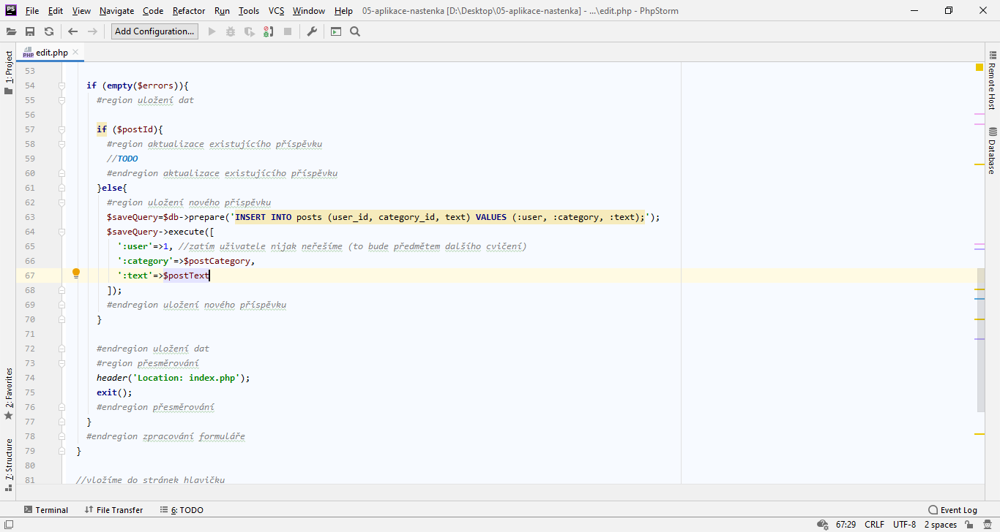 File Edit View Navigate Code Refactor Run Tools VCS Window Help 05-aplikace-nastenka [D:\Desktop\05-aplikace-nastenka] - ...\edit.php - PhpStorm
Add Configuration...
edit.php
1: Project
2: Favorites
7: Structure
Remote Host
Database
53
54 if (empty($errors)){
55 #region uložení dat
56
57 if ($postId){
58 #region aktualizace existujícího příspěvku
59 //TODO
60 #endregion aktualizace existujícího příspěvku
61 }else{
62 #region uložení nového příspěvku
63 $saveQuery=$db->prepare('INSERT INTO posts (user_id, category_id, text) VALUES (:user, :category, :text);');
64 $saveQuery->execute([
65 ':user'=>1, //zatím uživatele nijak neřešíme (to bude předmětem dalšího cvičení)
66 ':category'=>$postCategory,
67 ':text'=>$postText
68 ]);
69 #endregion uložení nového příspěvku
70 }
71
72 #endregion uložení dat
73 #region přesměrování
74 header('Location: index.php');
75 exit();
76 #endregion přesměrování
77 }
78 #endregion zpracování formuláře
79 }
80
81 //vložíme do stránek hlavičku
Terminal File Transfer 6: TODO Event Log
67:29 CRLF UTF-8 2 spaces